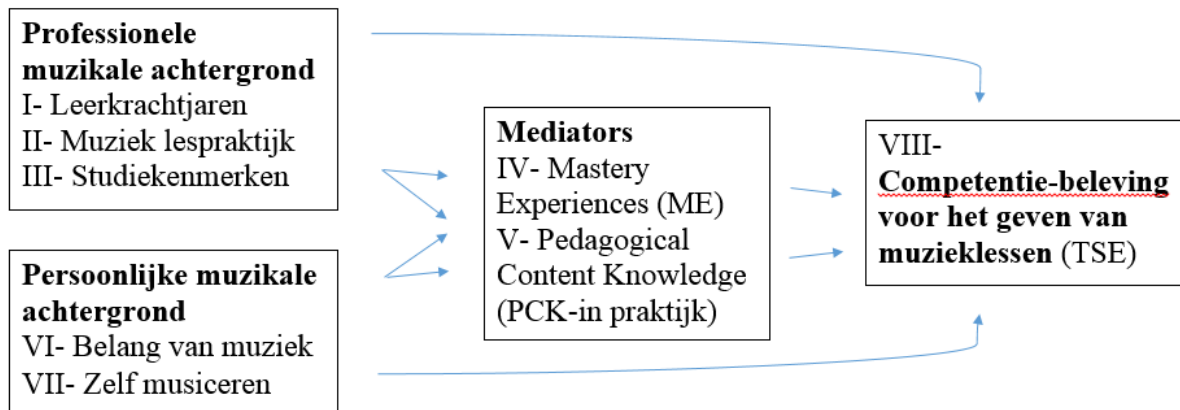 Professionele
muzikale achtergrond
I- Leerkrachtjaren
II- Muziek lespraktijk
III- Studiekenmerken
Persoonlijke muzikale
achtergrond
VI- Belang van muziek
VII- Zelf musiceren
Mediators
IV- Mastery
Experiences (ME)
V- Pedagogical
Content Knowledge
(PCK-in praktijk)
VIII-
Competentie-beleving
voor het geven van
muzieklessen (TSE)